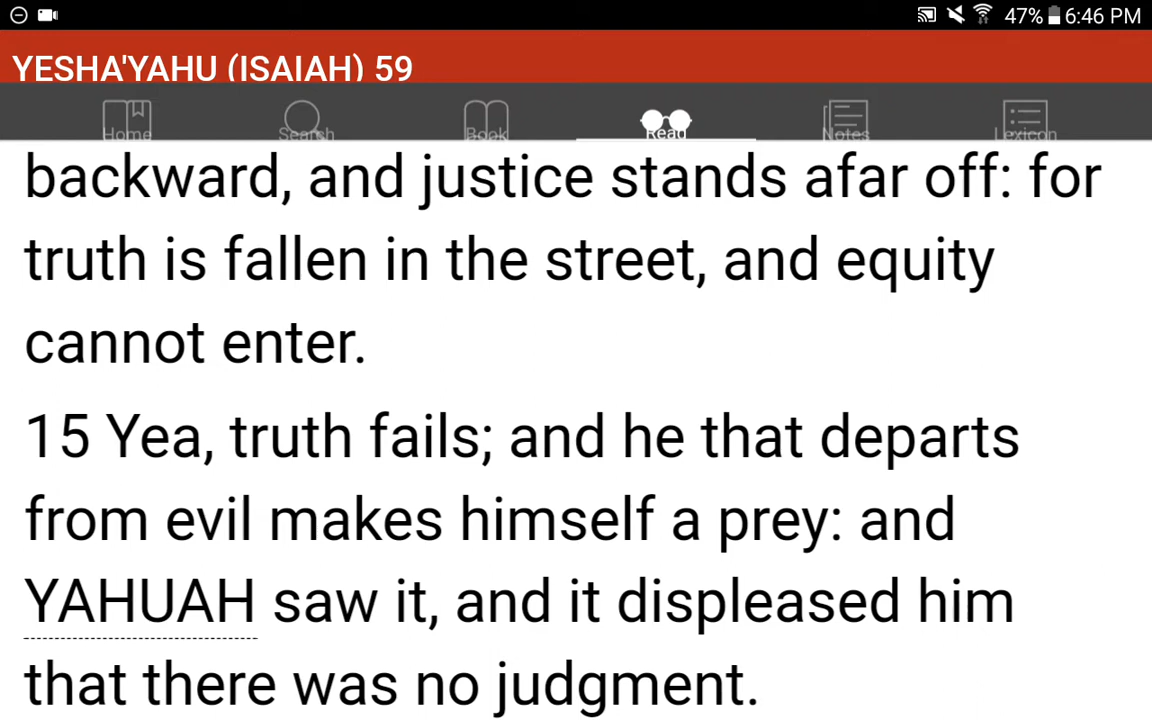 47% 6:46 PM
YESHA'YAHU (ISAIAH) 59
Home Search Book Read Notes Lexicon
backward, and justice stands afar off: for
truth is fallen in the street, and equity
cannot enter.
15 Yea, truth fails; and he that departs
from evil makes himself a prey: and
YAHUAH saw it, and it displeased him
that there was no judgment.